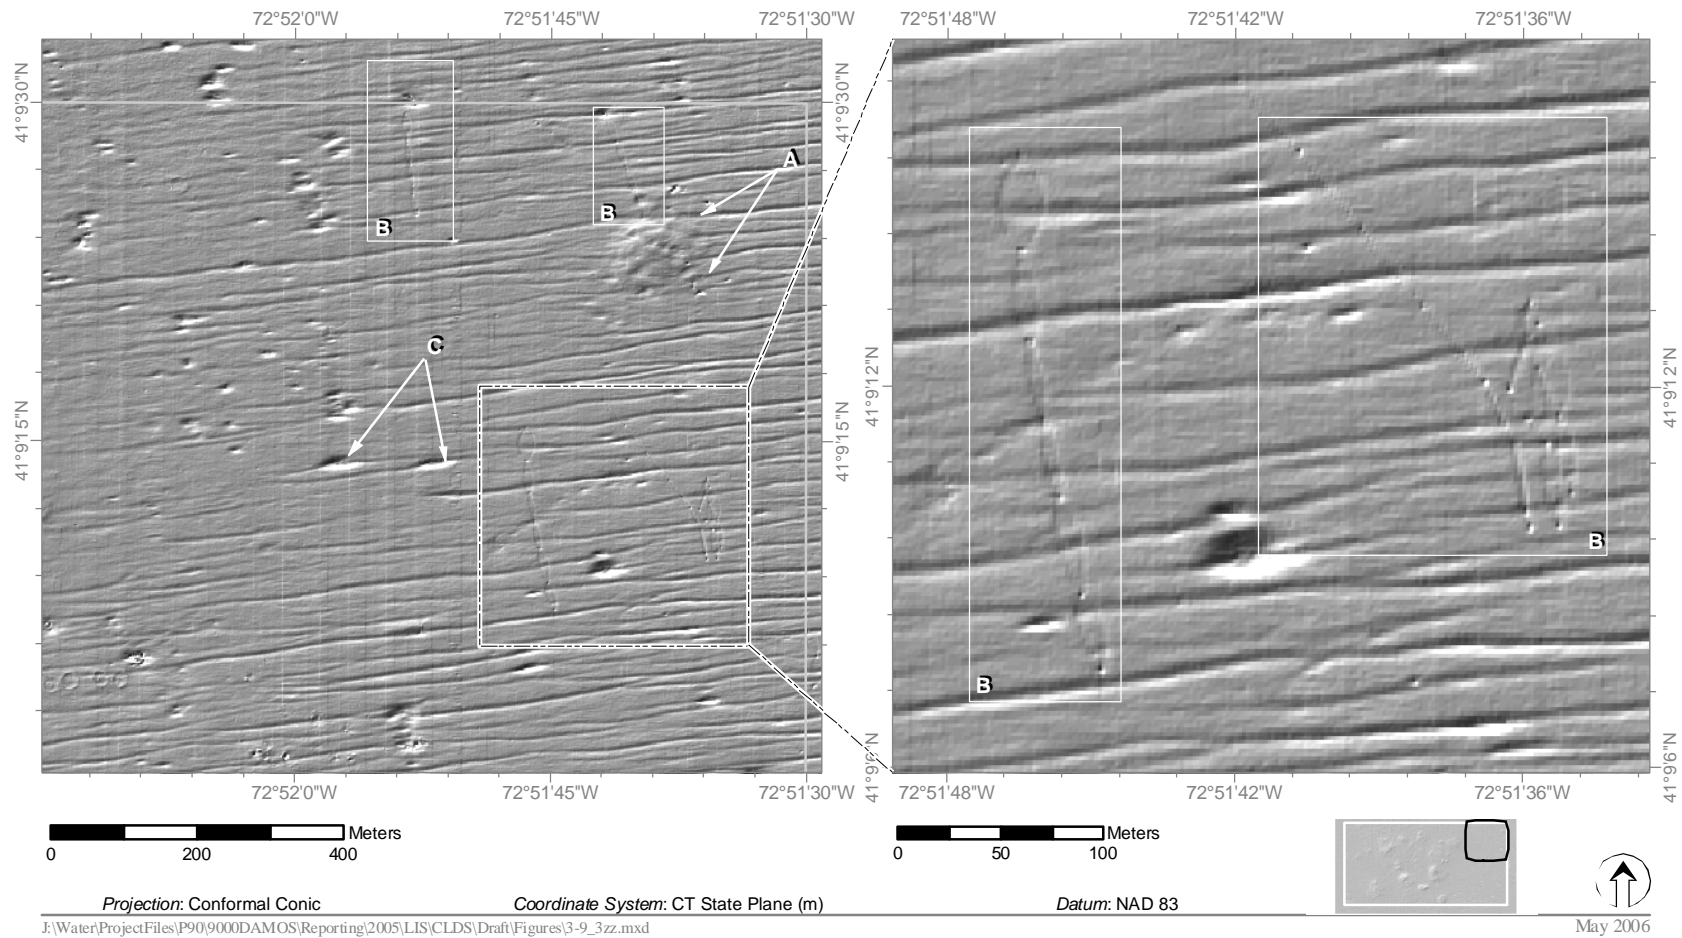 72°52'0"W 72°51'45"W 72°51'30"W 72°51'48"W 72°51'42"W 72°51'36"W
41°9'30"N 41°9'30"N
A
B B
C
41°9'12"N 41°9'12"N
41°9'15"N 41°9'15"N
B
B
41°9'6"N 41°9'6"N
72°52'0"W 72°51'45"W 72°51'30"W 72°51'48"W 72°51'42"W 72°51'36"W
Meters Meters
0 200 400 0 50 100
Projection: Conformal Conic Coordinate System: CT State Plane (m) Datum: NAD 83
J:\Water\ProjectFiles\P90\9000DAMOS\Reporting\2005\LIS\CLDS\Draft\Figures\3-9_3zz.mxd May 2006